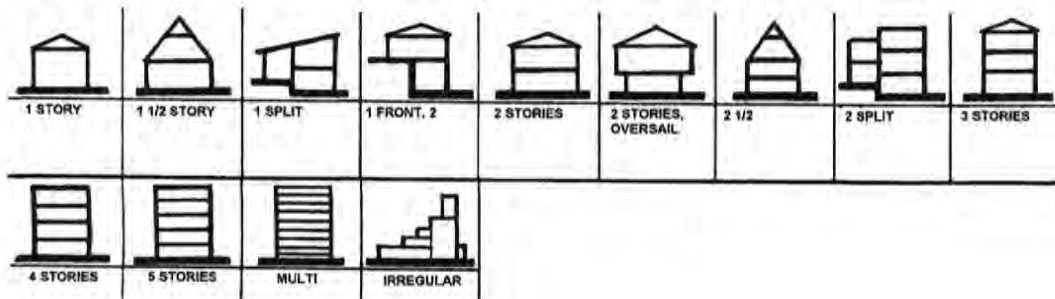 1 STORY
1 1/2 STORY
1 SPLIT
1 FRONT, 2
2 STORIES
2 STORIES,
OVERSAIL
2 1/2
2 SPLIT
3 STORIES
4 STORIES
5 STORIES
MULTI
IRREGULAR